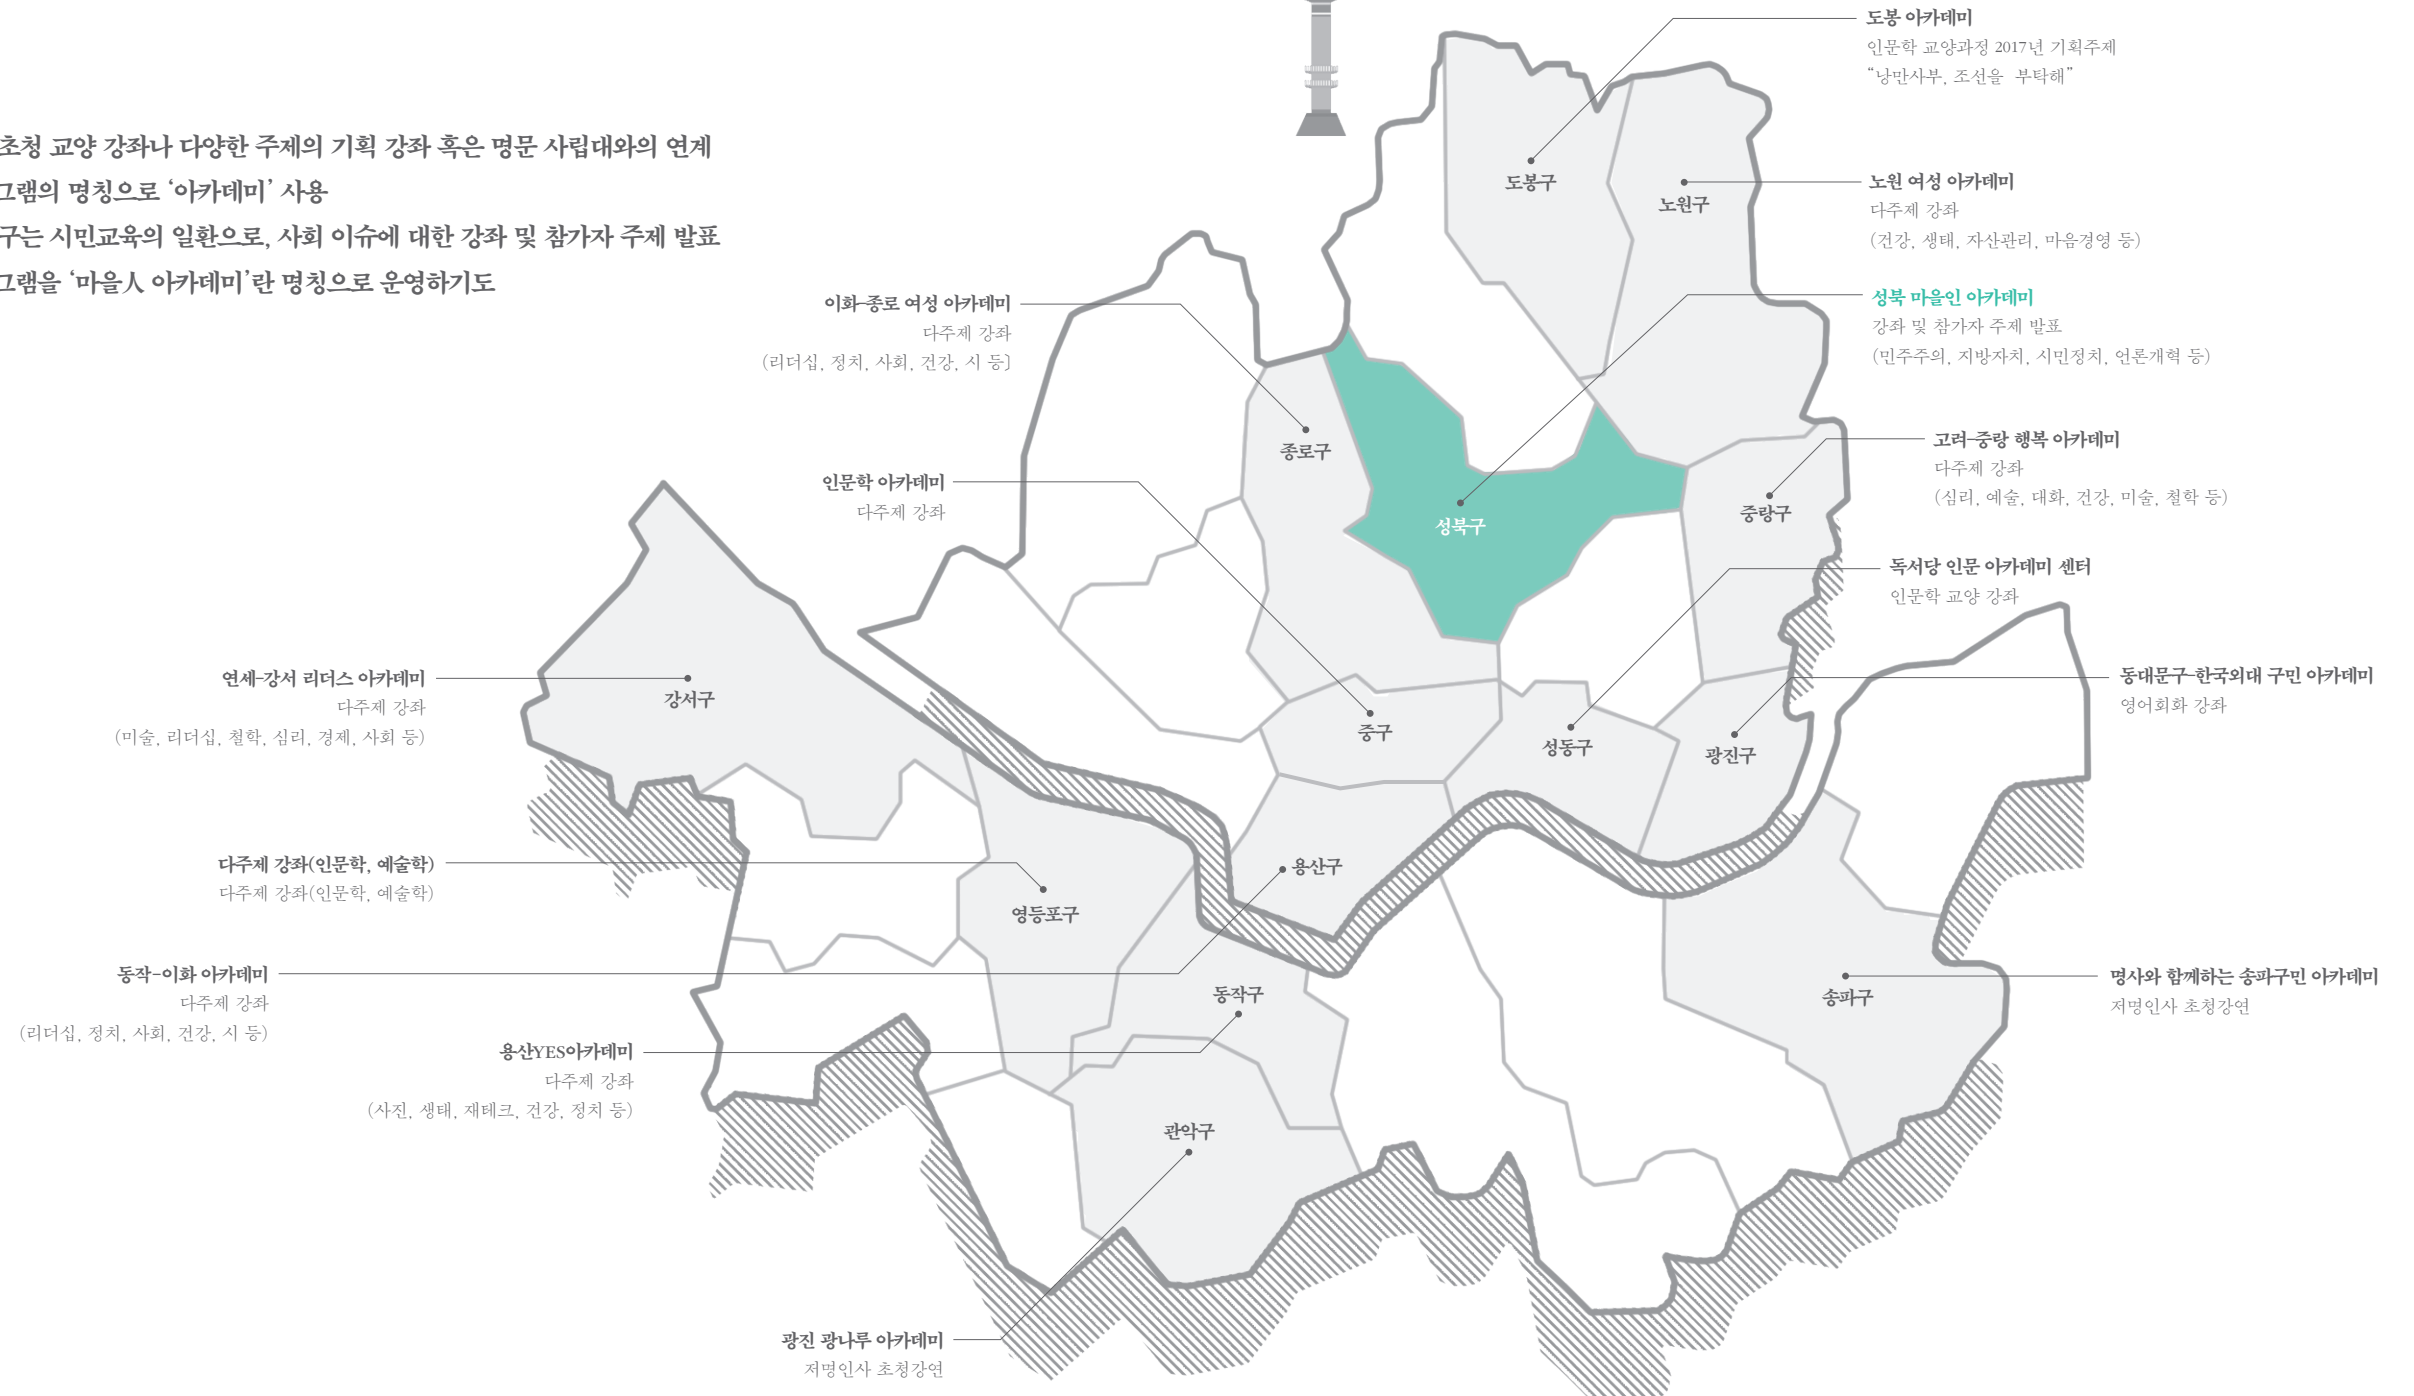 초청 교양 강좌나 다양한 주제의 기획 강좌 혹은 명문 사립대와의 연계
그램의 명칭으로 ‘아카데미’ 사용
구는 시민교육의 일환으로, 사회 이슈에 대한 강좌 및 참가자 주제 발표
그램을 ‘마을人 아카데미’란 명칭으로 운영하기도
도봉 아카데미
인문학 교양과정 2017년 기획주제
“낭만사부, 조선을 부탁해”
노원 여성 아카데미
다주제 강좌
(건강, 생태, 자산관리, 마음경영 등)
성북 마을인 아카데미
강좌 및 참가자 주제 발표
(민주주의, 지방자치, 시민정치, 언론개혁 등)
고려-중랑 행복 아카데미
다주제 강좌
(심리, 예술, 대화, 건강, 미술, 철학 등)
독서당 인문 아카데미 센터
인문학 교양 강좌
동대문구-한국외대 구민 아카데미
영어회화 강좌
명사와 함께하는 송파구민 아카데미
저명인사 초청강연
이화-종로 여성 아카데미
다주제 강좌
(리더십, 정치, 사회, 건강, 시 등]
인문학 아카데미
다주제 강좌
연세-강서 리더스 아카데미
다주제 강좌
(미술, 리더십, 철학, 심리, 경제, 사회 등)
다주제 강좌(인문학, 예술학)
다주제 강좌(인문학, 예술학)
동작-이화 아카데미
다주제 강좌
(리더십, 정치, 사회, 건강, 시 등)
용산YES아카데미
다주제 강좌
(사진, 생태, 재테크, 건강, 정치 등)
광진 광나루 아카데미
저명인사 초청강연
도봉구
노원구
종로구
성북구
중랑구
강서구
중구
성동구
광진구
용산구
영등포구
동작구
송파구
관악구